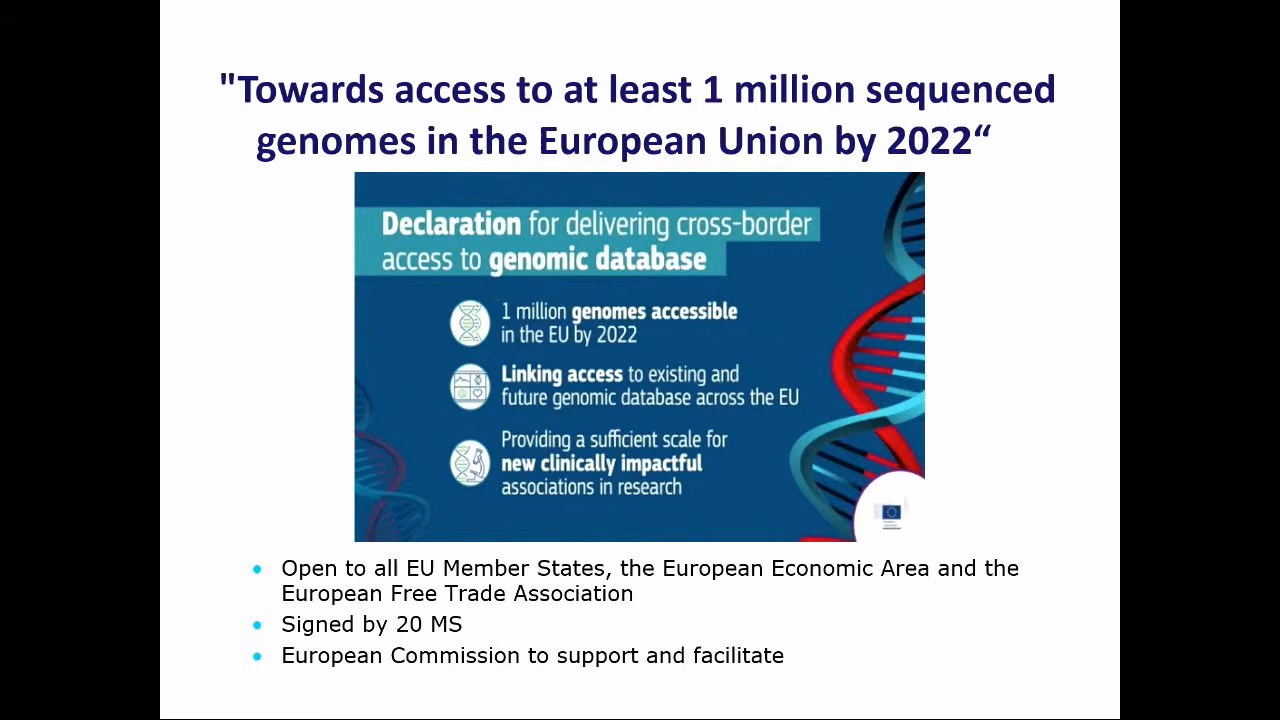 "Towards access to at least 1 million sequenced
genomes in the European Union by 2022“
Declaration for delivering cross-border
access to genomic database
1 million genomes accessible
in the EU by 2022
Linking access to existing and
future genomic database across the EU
Providing a sufficient scale for
new clinically impactful
associations in research
• Open to all EU Member States, the European Economic Area and the
European Free Trade Association
• Signed by 20 MS
• European Commission to support and facilitate